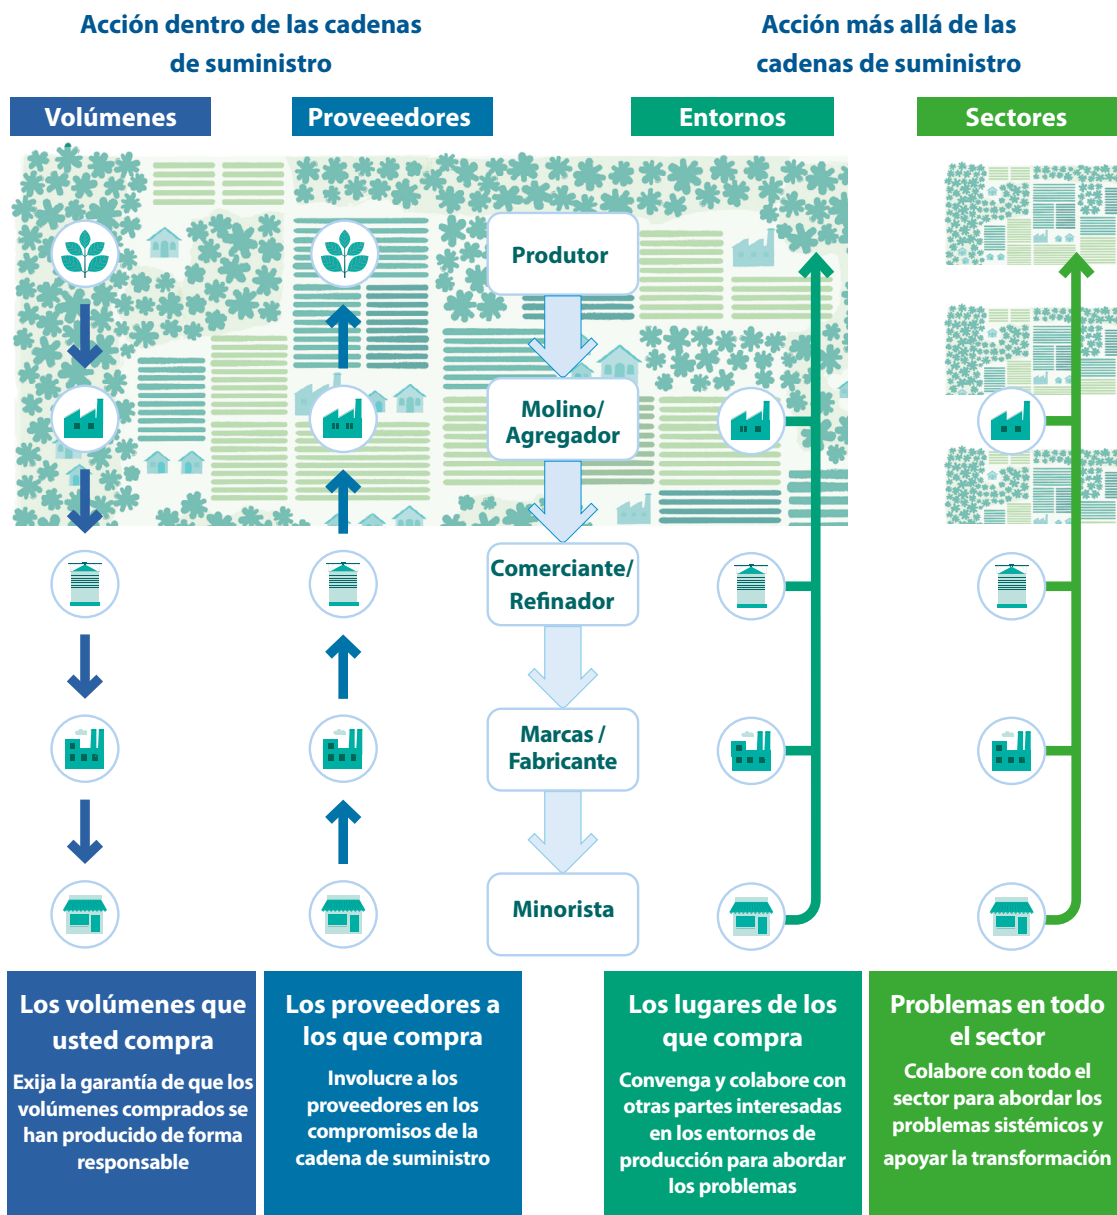 Acción dentro de las cadenas
de suministro
Acción más allá de las
cadenas de suministro
Volúmenes
Proveeedores
Entornos
Sectores
Produtor
Molino/
Agregador
Comerciante/
Refinador
Marcas /
Fabricante
Minorista
Los volúmenes que
usted compra
Exija la garantía de que los
volúmenes comprados se
han producido de forma
responsable
Los proveedores a
los que compra
Involucre a los
proveedores en los
compromisos de la
cadena de suministro
Los lugares de los
que compra
Convenga y colabore con
otras partes interesadas
en los entornos de
producción para abordar
los problemas
Problemas en todo
el sector
Colabore con todo el
sector para abordar los
problemas sistémicos y
apoyar la transformación